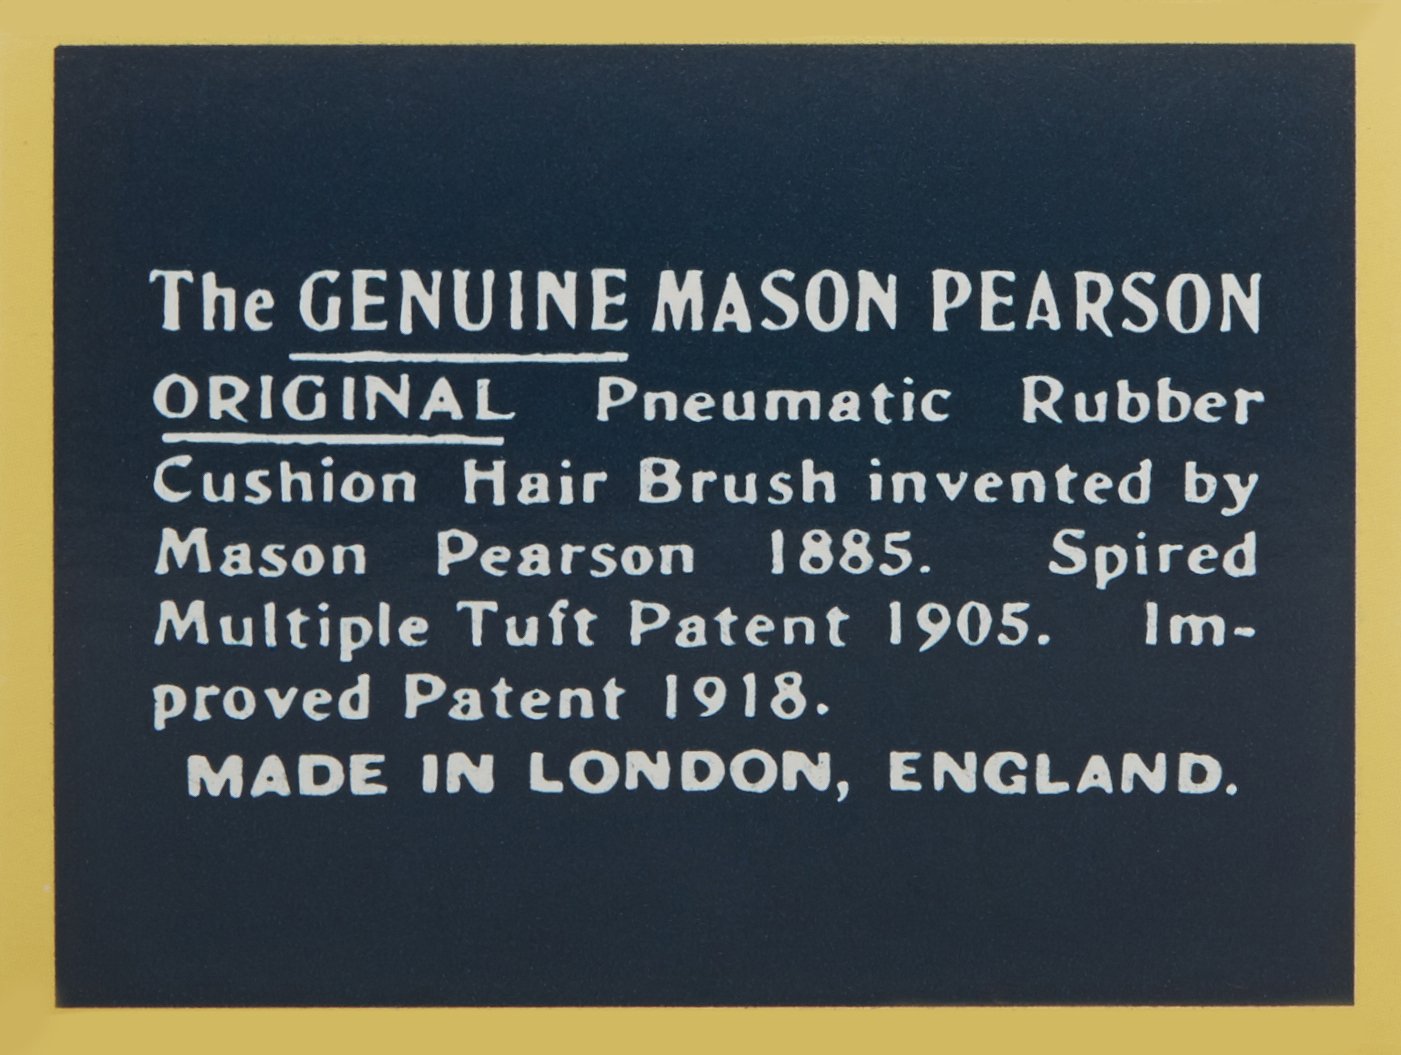 The GENUINE MASON PEARSON
ORIGINAL Pneumatic Rubber
Cushion Hair Brush invented by
Mason Pearson 1885. Spired
Multiple Tuft Patent 1905. Im-
proved Patent 1918.
MADE IN LONDON, ENGLAND.